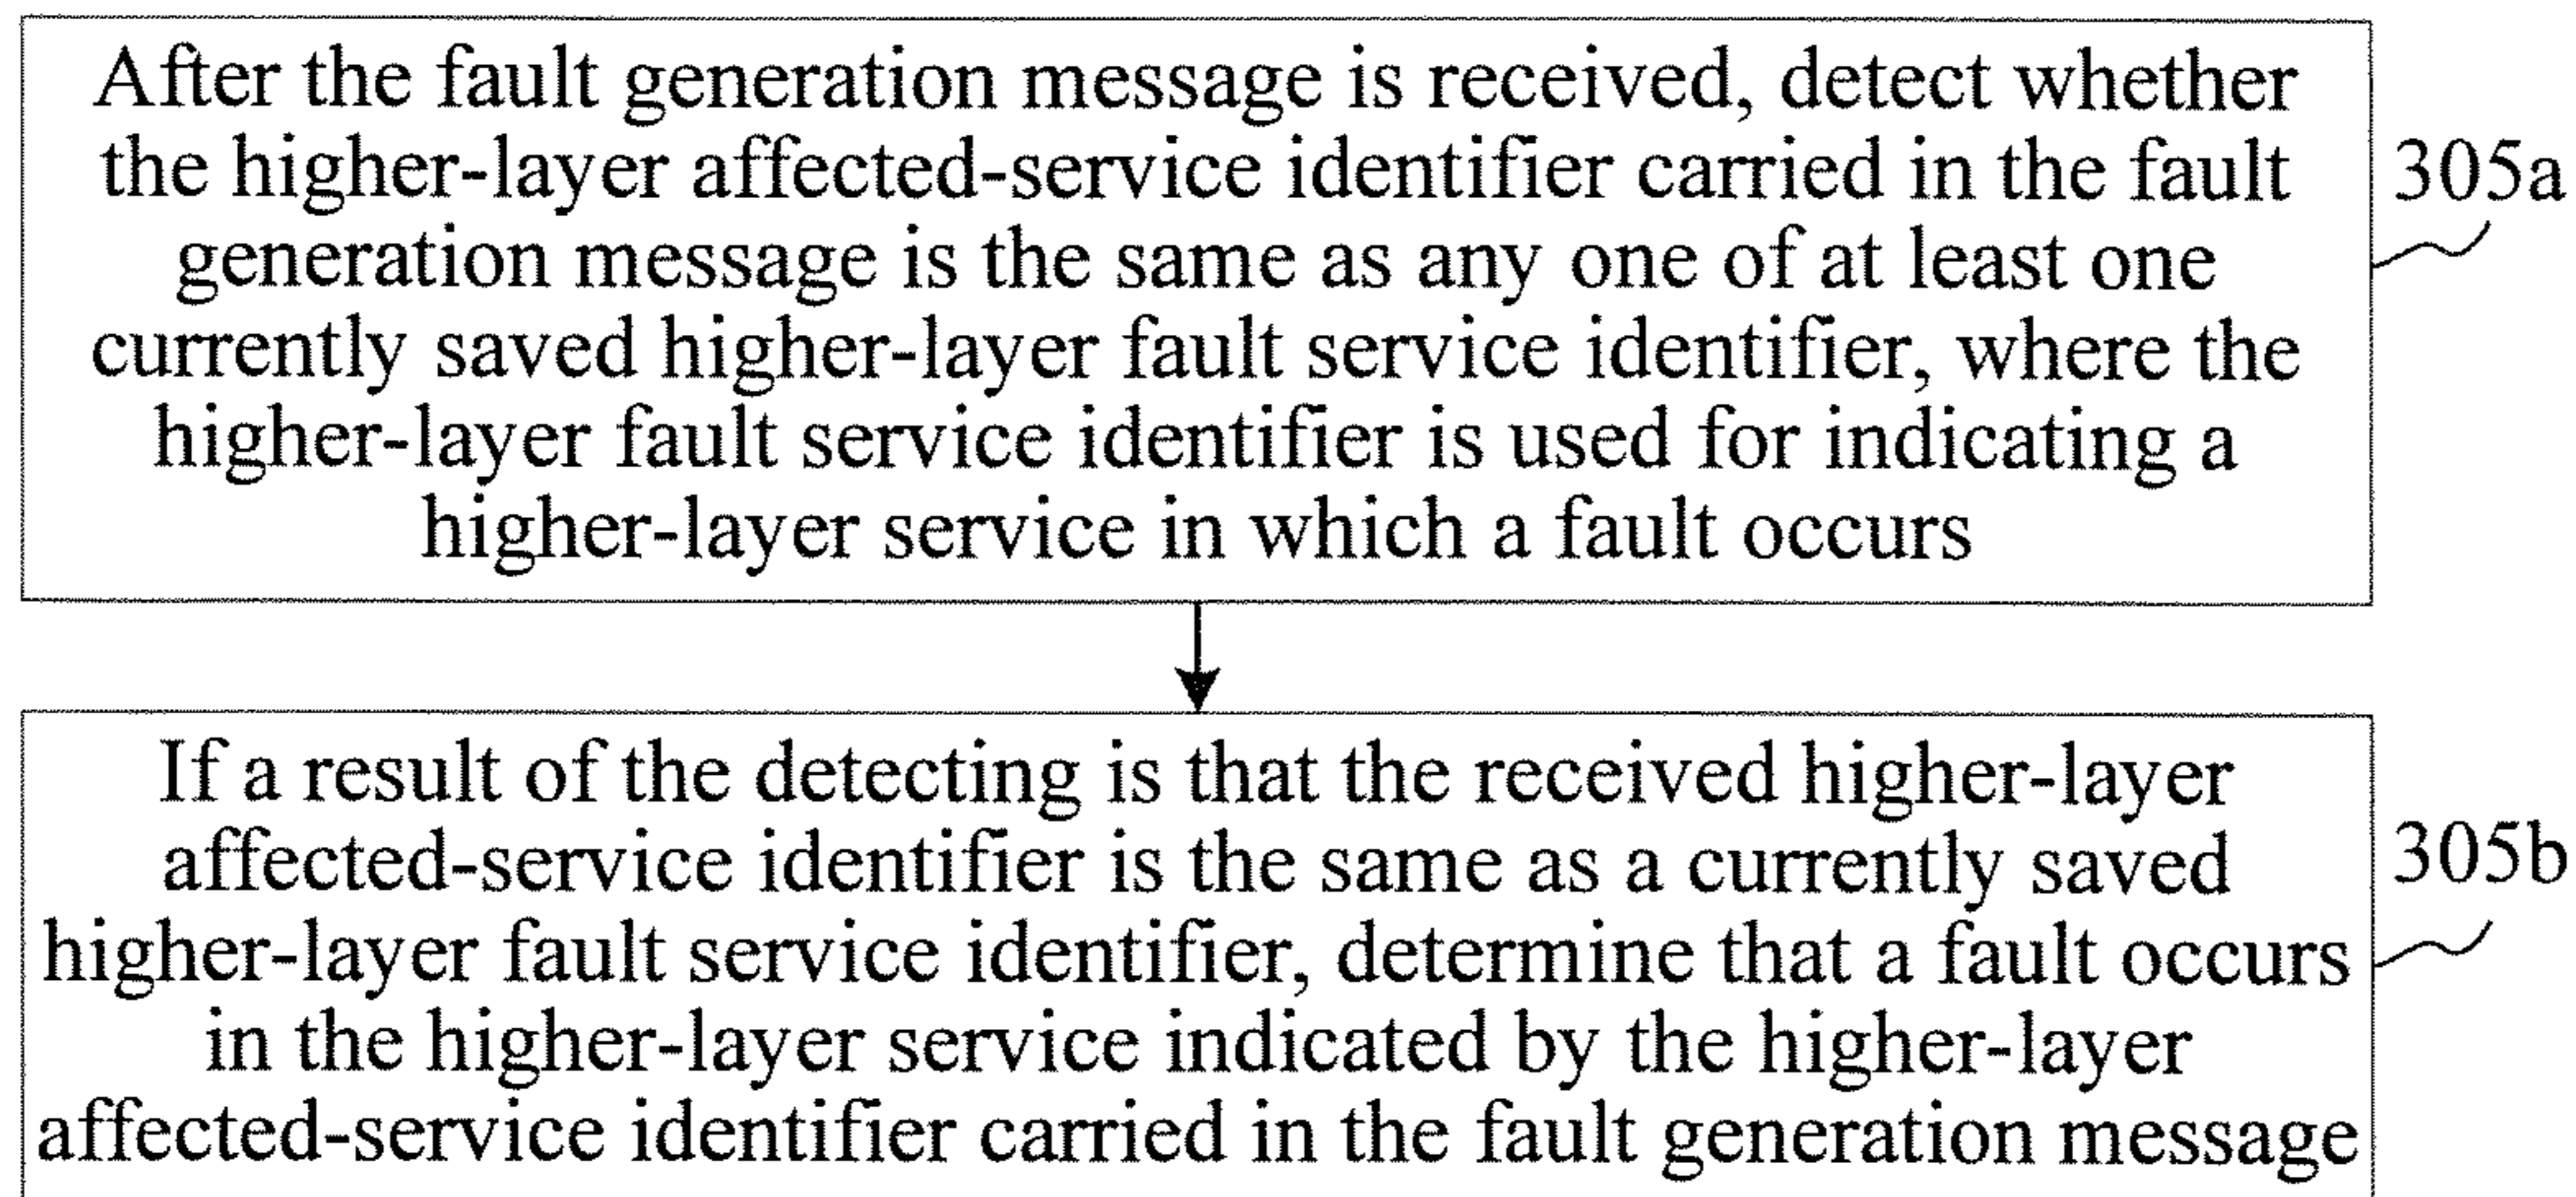 After the fault generation message is received, detect whether
the higher-layer affected-service identifier carried in the fault
generation message is the same as any one of at least one
currently saved higher-layer fault service identifier, where the
higher-layer fault service identifier is used for indicating a
higher-layer service in which a fault occurs
305a
If a result of the detecting is that the received higher-layer
affected-service identifier is the same as a currently saved
higher-layer fault service identifier, determine that a fault occurs
in the higher-layer service indicated by the higher-layer
affected-service identifier carried in the fault generation message
305b